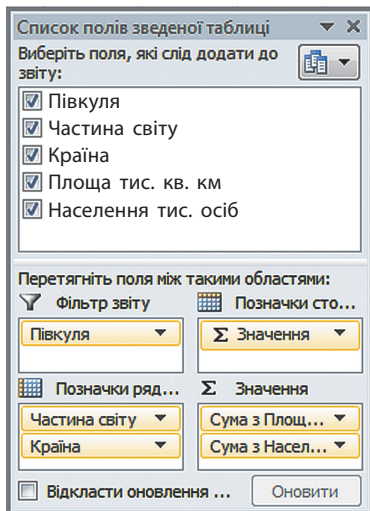 Список полів зведеної таблиці
Виберіть поля, які слід додати до
звіту:
Півкуля
Частина світу
Країна
Площа тис. кв. км
Населення тис. осіб
Перетягніть поля між такими областями:
Фільтр звіту
Позначки сто...
Півкуля
Σ Значення
Позначки ряд...
Σ Значення
Частина світу
Сума з Площ...
Країна
Сума з Насел...
Відкласти оновлення ...
Оновити